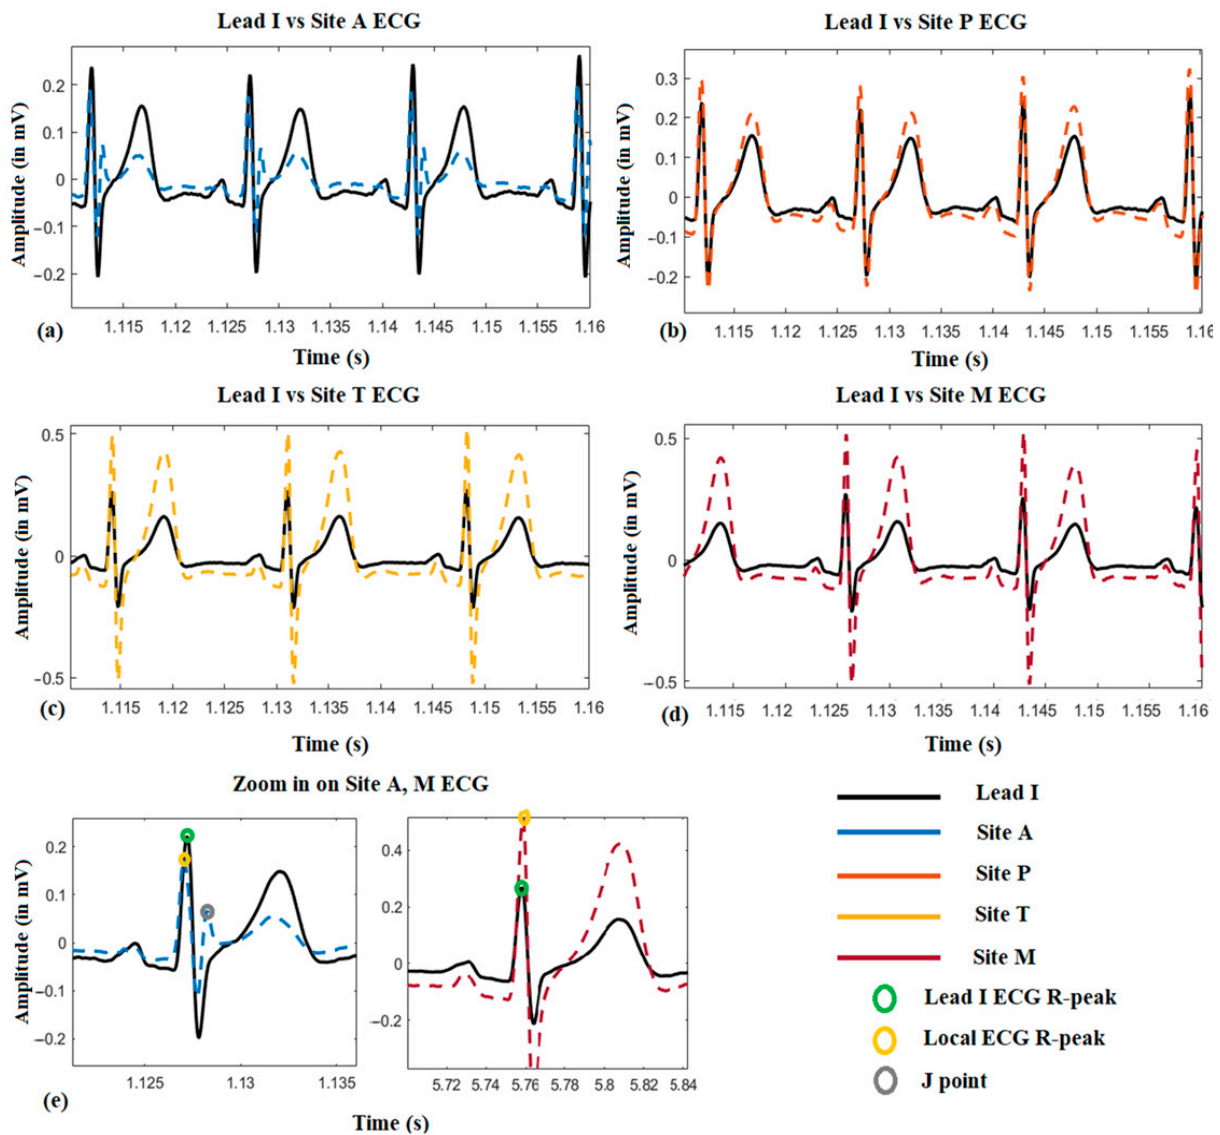 Lead I vs Site A ECG
Amplitude (in mV)
0.2
0.1
0
−0.1
−0.2
1.115 1.12 1.125 1.13 1.135 1.14 1.145 1.15 1.155 1.16
(a)
Time (s)
Lead I vs Site P ECG
Amplitude (in mV)
0.3
0.2
0.1
0
−0.1
−0.2
1.115 1.12 1.125 1.13 1.135 1.14 1.145 1.15 1.155 1.16
(b)
Time (s)
Lead I vs Site T ECG
Amplitude (in mV)
0.5
0
−0.5
1.115 1.12 1.125 1.13 1.135 1.14 1.145 1.15 1.155 1.16
(c)
Time (s)
Lead I vs Site M ECG
Amplitude (in mV)
0.5
0
−0.5
1.115 1.12 1.125 1.13 1.135 1.14 1.145 1.15 1.155 1.16
(d)
Time (s)
Zoom in on Site A, M ECG
Amplitude (in mV)
0.2
0.1
0
−0.1
−0.2
1.125 1.13 1.135
0.4
0.2
0
−0.2
5.72 5.74 5.76 5.78 5.8 5.82 5.84
(e)
Time (s)
Lead I
Site A
Site P
Site T
Site M
Lead I ECG R-peak
Local ECG R-peak
J point